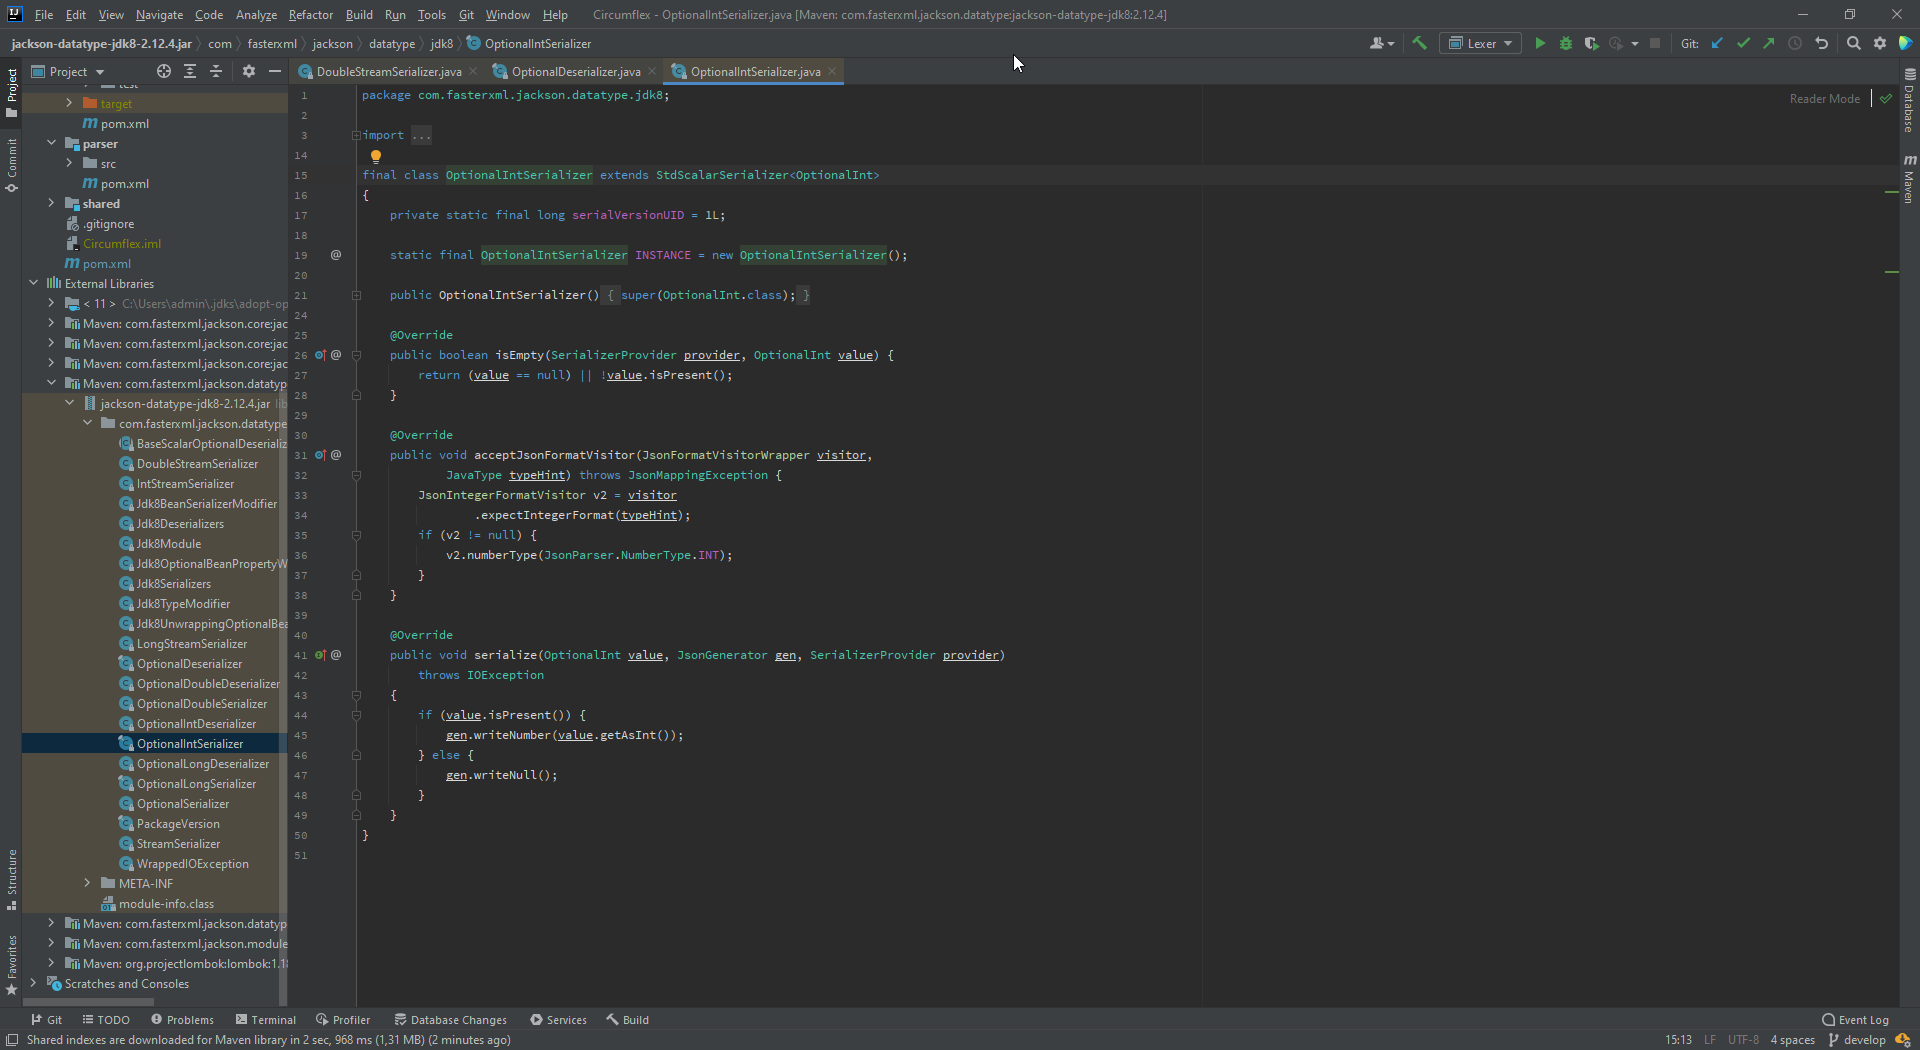 File Edit View Navigate Code Analyze Refactor Build Run Tools Git Window Help Circumflex - OptionalIntSerializer.java [Maven: com.fasterxml.jackson.datatype:jackson-datatype-jdk8:2.12.4]
jackson-datatype-jdk8-2.12.4.jar com fasterxml jackson datatype jdk8 OptionalIntSerializer Lexer Git:
Project DoubleStreamSerializer.java OptionalDeserializer.java OptionalIntSerializer.java
Project
Commit
Structure
Favorites
test
target
pom.xml
parser
src
pom.xml
shared
.gitignore
Circumflex.iml
pom.xml
External Libraries
< 11 > C:\Users\admin\.jdks\adopt-op
Maven: com.fasterxml.jackson.core:jac
Maven: com.fasterxml.jackson.core:jac
Maven: com.fasterxml.jackson.core:jac
Maven: com.fasterxml.jackson.datatyp
jackson-datatype-jdk8-2.12.4.jar lib
com.fasterxml.jackson.datatype
BaseScalarOptionalDeserializ
DoubleStreamSerializer
IntStreamSerializer
Jdk8BeanSerializerModifier
Jdk8Deserializers
Jdk8Module
Jdk8OptionalBeanPropertyW
Jdk8Serializers
Jdk8TypeModifier
Jdk8UnwrappingOptionalBea
LongStreamSerializer
OptionalDeserializer
OptionalDoubleDeserializer
OptionalDoubleSerializer
OptionalIntDeserializer
OptionalIntSerializer
OptionalLongDeserializer
OptionalLongSerializer
OptionalSerializer
PackageVersion
StreamSerializer
WrappedIOException
META-INF
module-info.class
Maven: com.fasterxml.jackson.datatyp
Maven: com.fasterxml.jackson.module
Maven: org.projectlombok:lombok:1.18
Scratches and Consoles
1 package com.fasterxml.jackson.datatype.jdk8;
2
3 import ...
14
15 final class OptionalIntSerializer extends StdScalarSerializer<OptionalInt>
16 {
17 private static final long serialVersionUID = 1L;
18
19 @ static final OptionalIntSerializer INSTANCE = new OptionalIntSerializer();
20
21 public OptionalIntSerializer() { super(OptionalInt.class); }
24
25 @Override
26 @ public boolean isEmpty(SerializerProvider provider, OptionalInt value) {
27 return (value == null) || !value.isPresent();
28 }
29
30 @Override
31 @ public void acceptJsonFormatVisitor(JsonFormatVisitorWrapper visitor,
32 JavaType typeHint) throws JsonMappingException {
33 JsonIntegerFormatVisitor v2 = visitor
34 .expectIntegerFormat(typeHint);
35 if (v2 != null) {
36 v2.numberType(JsonParser.NumberType.INT);
37 }
38 }
39
40 @Override
41 @ public void serialize(OptionalInt value, JsonGenerator gen, SerializerProvider provider)
42 throws IOException
43 {
44 if (value.isPresent()) {
45 gen.writeNumber(value.getAsInt());
46 } else {
47 gen.writeNull();
48 }
49 }
50 }
51
Reader Mode
Database
Maven
Git TODO Problems Terminal Profiler Database Changes Services Build Event Log
Shared indexes are downloaded for Maven library in 2 sec, 968 ms (1,31 MB) (2 minutes ago) 15:13 LF UTF-8 4 spaces develop